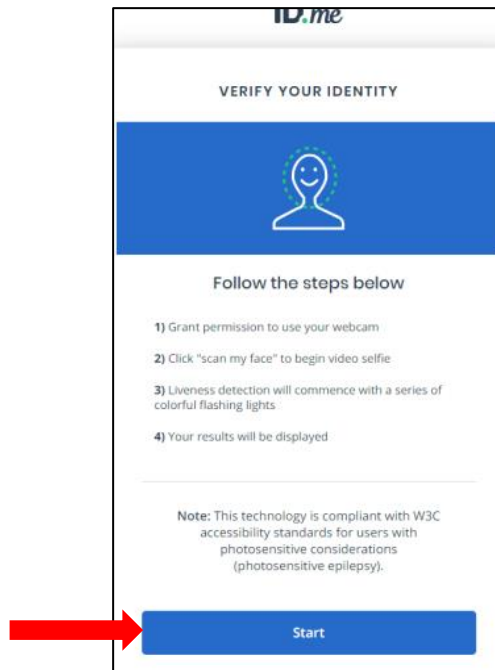 ID.me
VERIFY YOUR IDENTITY
Follow the steps below
1) Grant permission to use your webcam
2) Click "scan my face" to begin video selfie
3) Liveness detection will commence with a series of
colorful flashing lights
4) Your results will be displayed
Note: This technology is compliant with W3C
accessibility standards for users with
photosensitive considerations
(photosensitive epilepsy).
Start